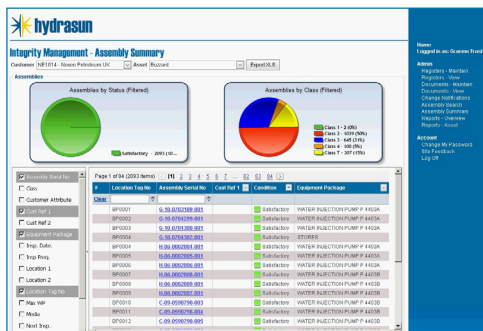 hydrasun
Integrity Management - Assembly Summary
Customer NE1014 - Nexen Petroleum UK Asset Buzzard Export XLS
Assemblies
Assemblies by Status (Filtered)
Satisfactory - 2093 (10...
Assemblies by Class (Filtered)
Class 1 - 2 (0%)
Class 2 - 1039 (50%)
Class 3 - 645 (31%)
Class 4 - 100 (5%)
Class 7 - 307 (15%)
Home
Logged in as: Graeme Frost
Admin
Registers - Maintain
Registers - View
Documents - Maintain
Documents - View
Change Notifications
Assembly Search
Assembly Summary
Reports - Overview
Reports - Asset
Account
Change My Password
Site Feedback
Log Off
Assembly Serial No
Class
Customer Attribute
Cust Ref 1
Cust Ref 2
Equipment Package
Insp. Date.
Insp Freq.
Location 1
Location 2
Location Tag No
Max WP
Media
Next Insp.
Page 1 of 84 (2093 items) [1] 2 3 4 5 6 7 ... 82 83 84
# Location Tag No Assembly Serial No Cust Ref 1 Condition Equipment Package
Clear
BP0001 Satisfactory WATER INJECTION PUMP P 4403A
BP0002 Satisfactory WATER INJECTION PUMP P 4403A
BP0003 Satisfactory WATER INJECTION PUMP P 4403A
BP0004 Satisfactory STORES
BP0005 Satisfactory WATER INJECTION PUMP P 4403A
BP0006 Satisfactory WATER INJECTION PUMP P 4403A
BP0007 Satisfactory WATER INJECTION PUMP P 4403B
BP0008 Satisfactory WATER INJECTION PUMP P 4403B
BP0009 Satisfactory WATER INJECTION PUMP P 4403B
BP0010 Satisfactory WATER INJECTION PUMP P 4403B
BP0011 Satisfactory WATER INJECTION PUMP P 4403B
BP0012 Satisfactory WATER INJECTION PUMP P 4403B